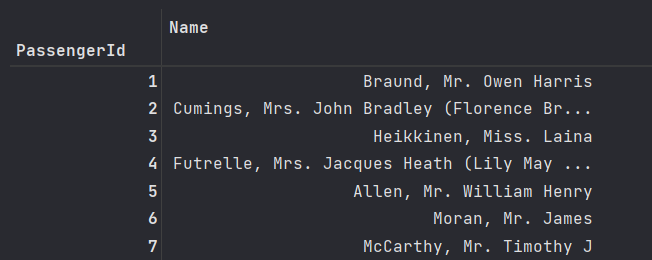 Name
PassengerId
1 Braund, Mr. Owen Harris
2 Cumings, Mrs. John Bradley (Florence Br...
3 Heikkinen, Miss. Laina
4 Futrelle, Mrs. Jacques Heath (Lily May ...
5 Allen, Mr. William Henry
6 Moran, Mr. James
7 McCarthy, Mr. Timothy J